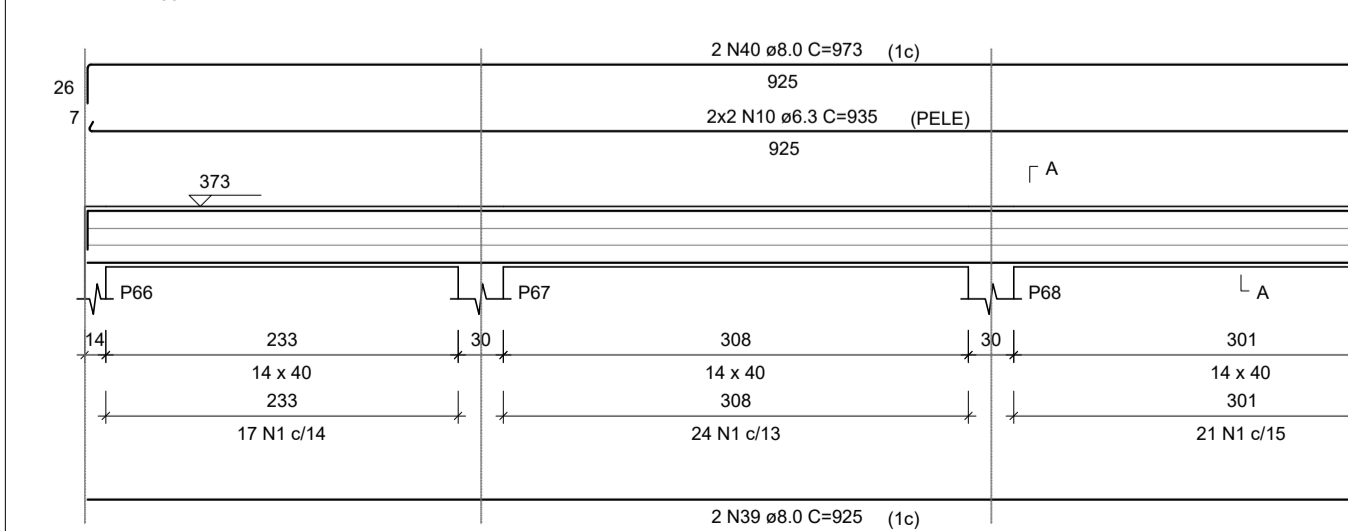 2 N40 ø8.0 C=973 (1c)
26
925
7
2x2 N10 ø6.3 C=935 (PELE)
925
A
373
P66
P67
P68
A
14
233
30
308
30
301
14 x 40
14 x 40
14 x 40
233
308
301
17 N1 c/14
24 N1 c/13
21 N1 c/15
2 N39 ø8.0 C=925 (1c)